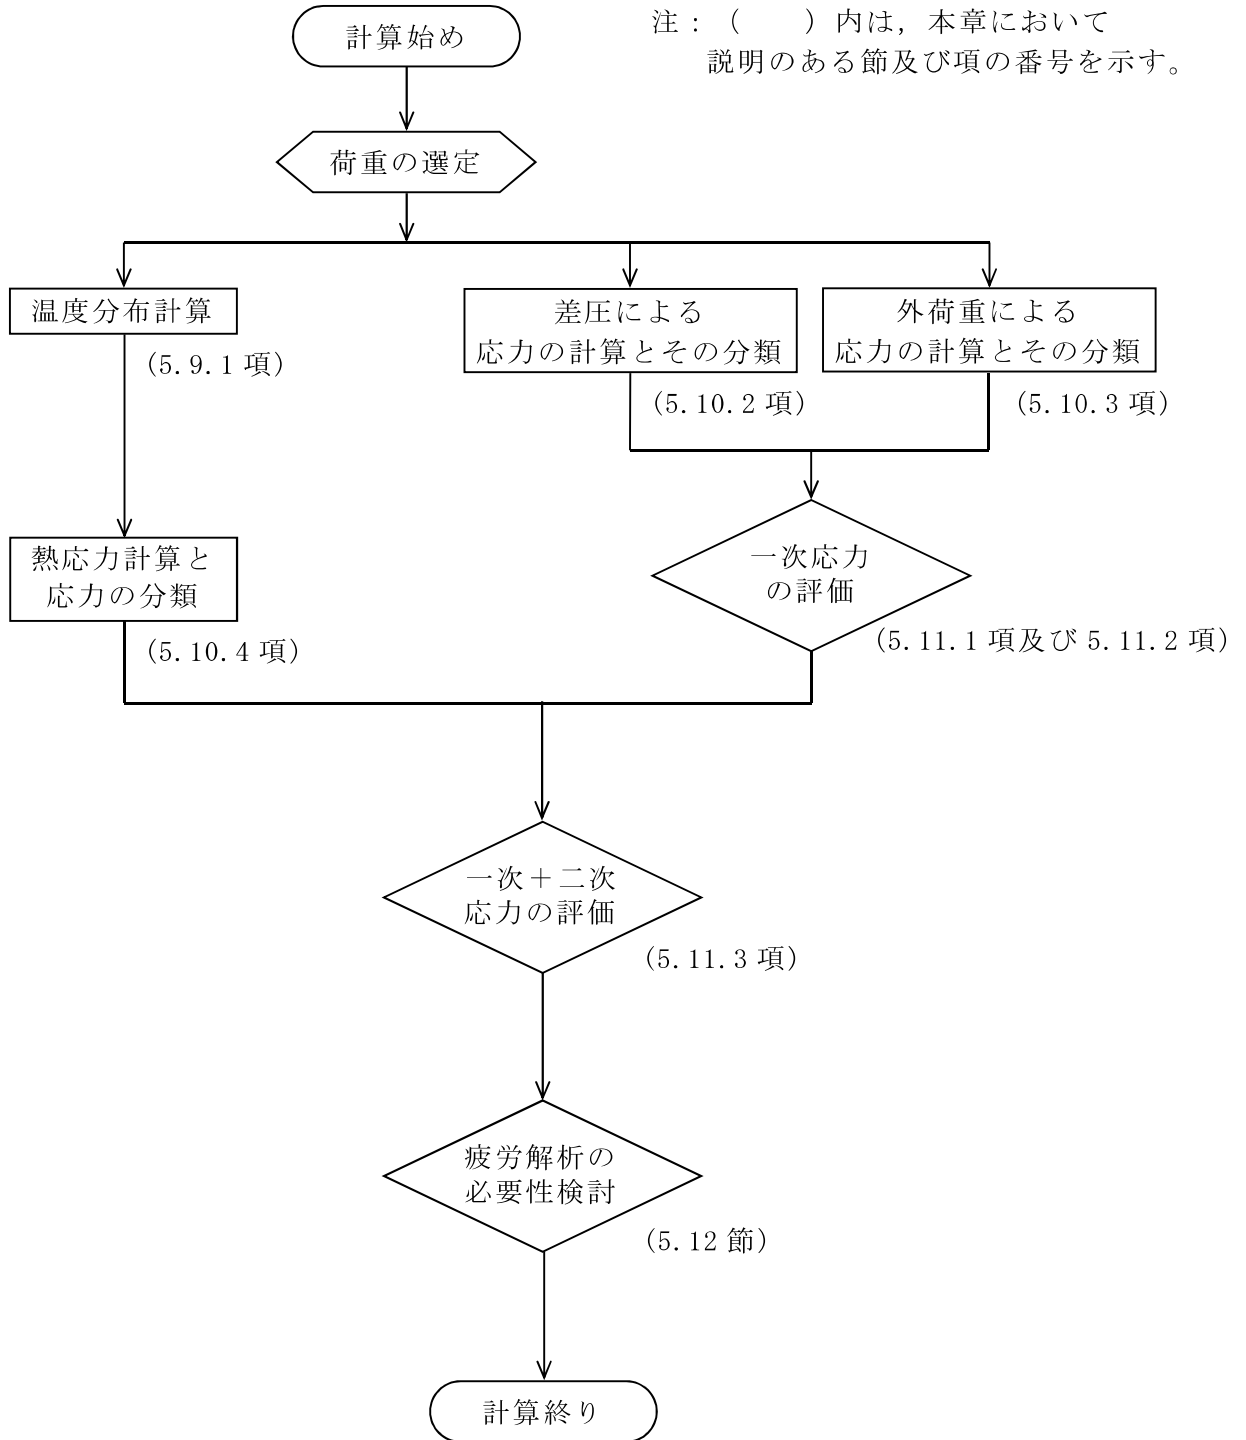 計算始め
注：（　　）内は，本章において
説明のある節及び項の番号を示す。
荷重の選定
温度分布計算
(5.9.1 項)
差圧による
応力の計算とその分類
(5.10.2 項)
外荷重による
応力の計算とその分類
(5.10.3 項)
熱応力計算と
応力の分類
(5.10.4 項)
一次応力
の評価
(5.11.1 項及び 5.11.2 項)
一次＋二次
応力の評価
(5.11.3 項)
疲労解析の
必要性検討
(5.12 節)
計算終り